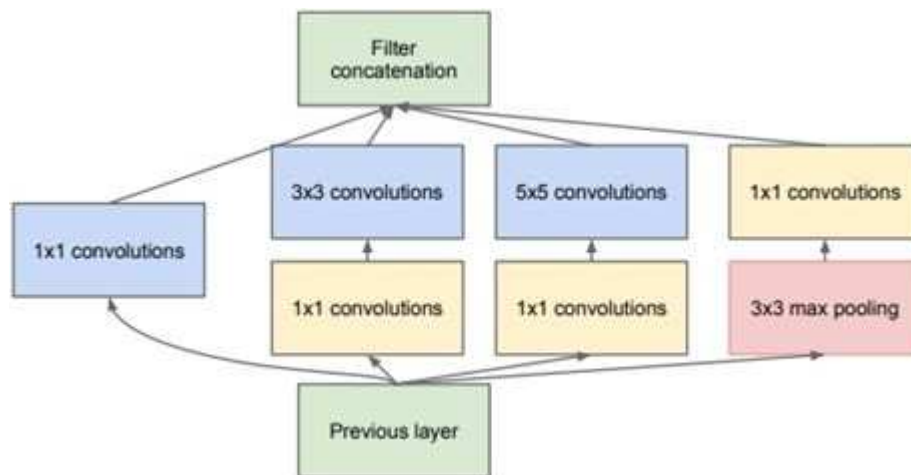 Filter
concatenation
3x3 convolutions
5x5 convolutions
1x1 convolutions
1x1 convolutions
1x1 convolutions
1x1 convolutions
3x3 max pooling
Previous layer